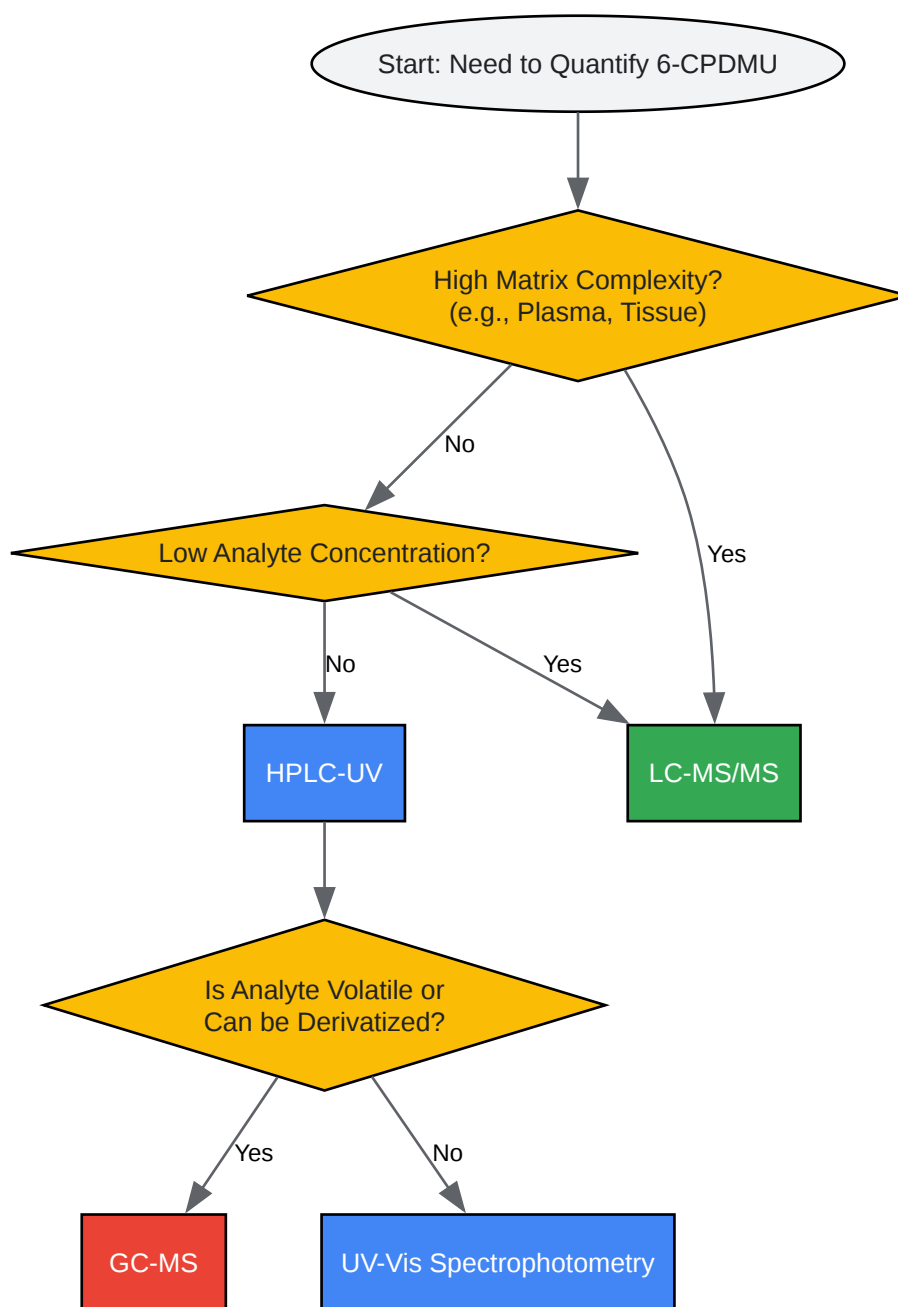 Start: Need to Quantify 6-CPDMU
High Matrix Complexity?
(e.g., Plasma, Tissue)
No
Yes
Low Analyte Concentration?
No
Yes
HPLC-UV
LC-MS/MS
Is Analyte Volatile or
Can be Derivatized?
Yes
No
GC-MS
UV-Vis Spectrophotometry